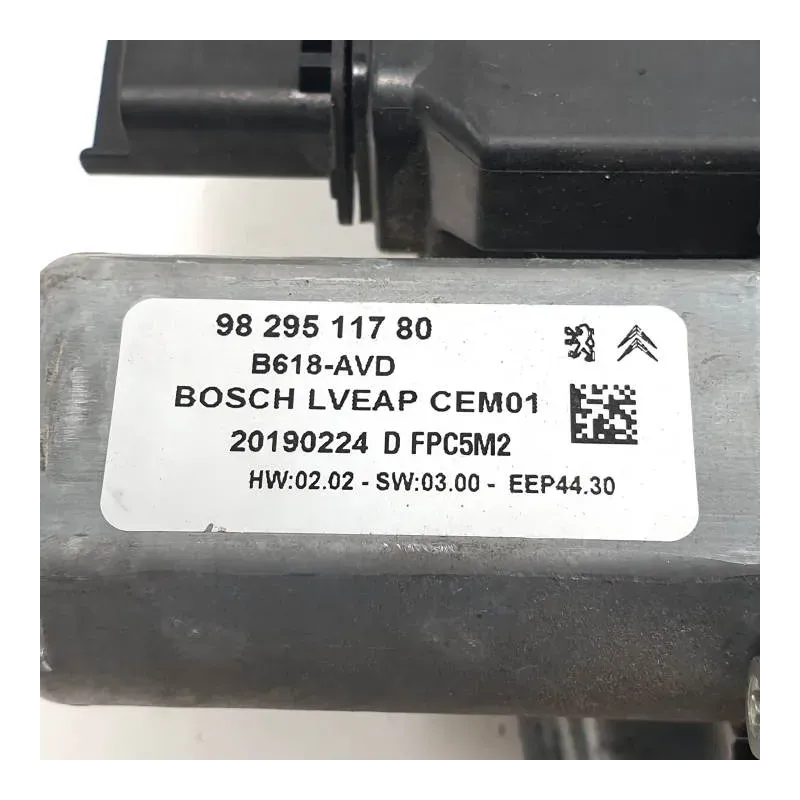 98 295 117 80
B618-AVD
BOSCH LVEAP CEM01
20190224 D FPC5M2
HW:02.02 - SW:03.00 - EEP44.30